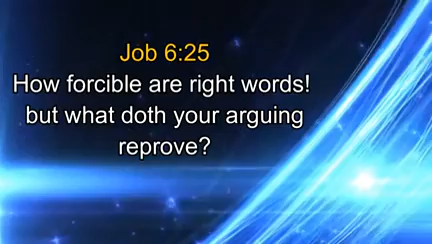 Job 6:25
How forcible are right words!
but what doth your arguing
reprove?